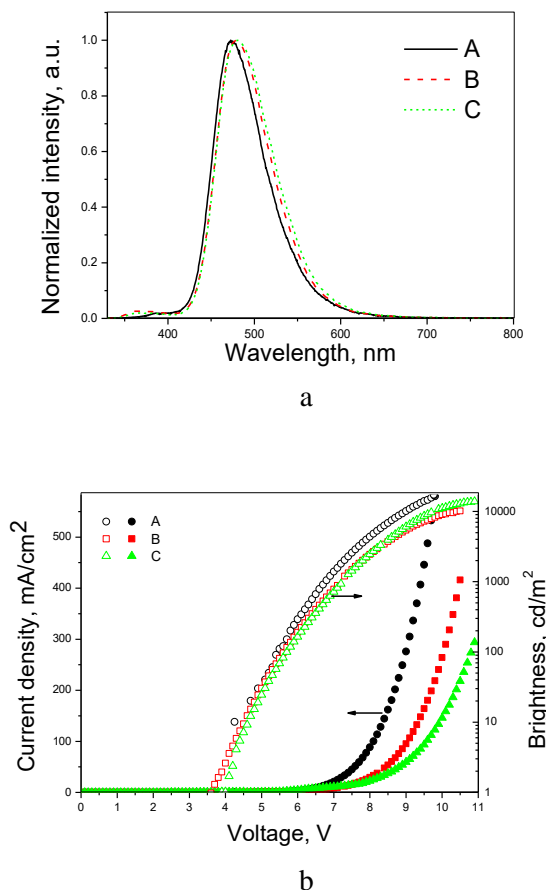 Normalized intensity, a.u.
1.0
0.8
0.6
0.4
0.2
0.0
A
B
C
400 500 600 700 800
Wavelength, nm
a
Current density, mA/cm2
500
400
300
200
100
0
A
B
C
10000
1000
100
10
1
Brightness, cd/m²
0 1 2 3 4 5 6 7 8 9 10 11
Voltage, V
b